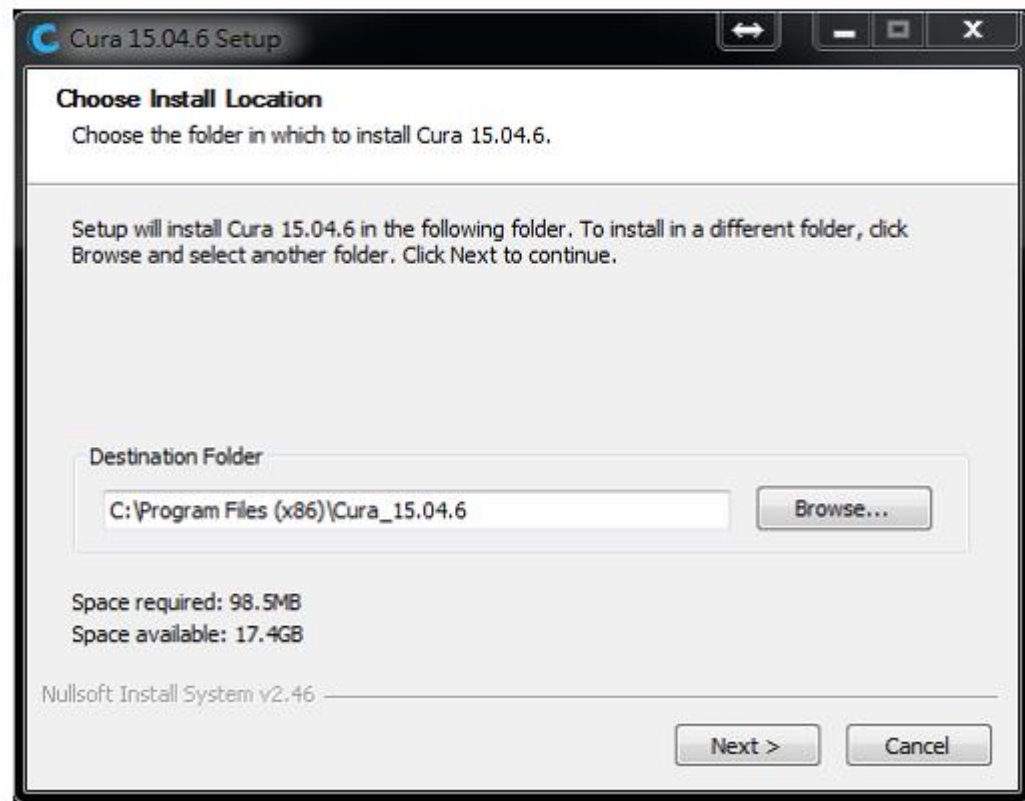 Cura 15.04.6 Setup
Choose Install Location
Choose the folder in which to install Cura 15.04.6.
Setup will install Cura 15.04.6 in the following folder. To install in a different folder, click
Browse and select another folder. Click Next to continue.
Destination Folder
C:\Program Files (x86)\Cura_15.04.6
Browse...
Space required: 98.5MB
Space available: 17.4GB
Nullsoft Install System v2.46
Next >
Cancel